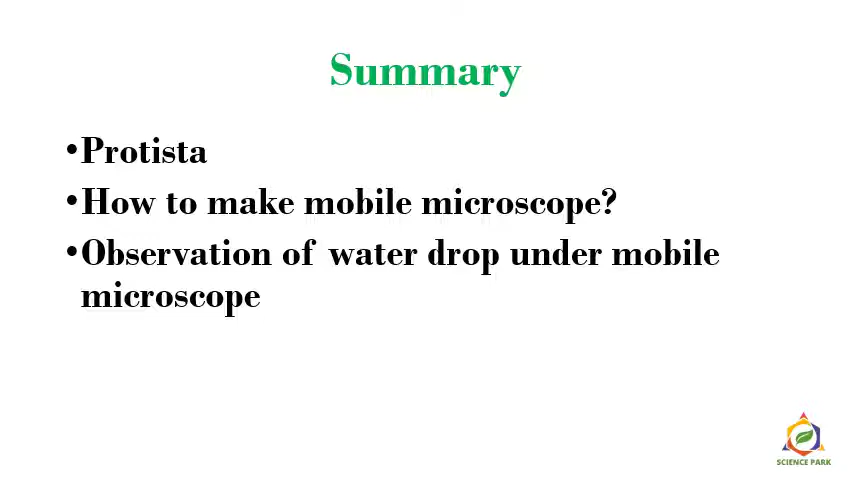 Summary
•Protista
•How to make mobile microscope?
•Observation of water drop under mobile
microscope
SCIENCE PARK